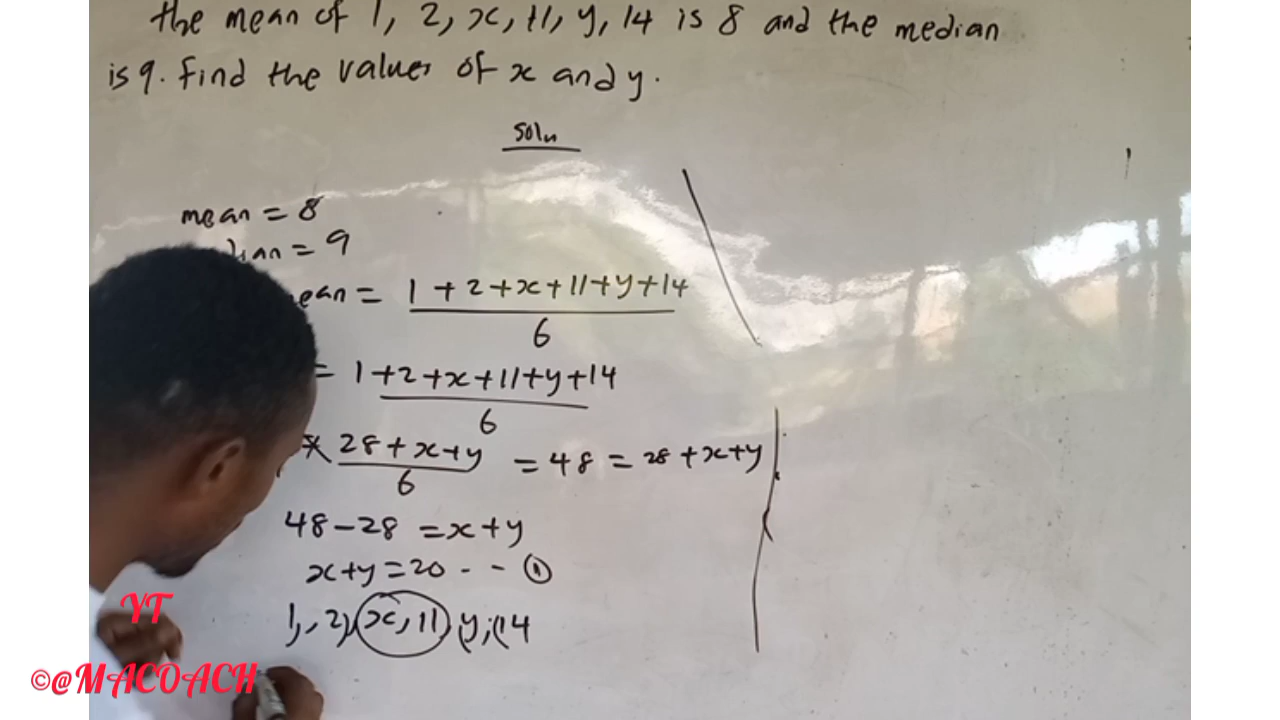 the mean of 1, 2, x, 11, y, 14 is 8 and the median
is 9. find the values of x and y.
Soln
mean = 8
dian = 9
ean = 1 + 2 + x + 11 + y + 14
6
= 1 + 2 + x + 11 + y + 14
6
* 28 + x + y = 48 = 28 + x + y
6
48 - 28 = x + y
x + y = 20 - - ①
1, 2, x, 11, y, 14
YT
©@MACOACH